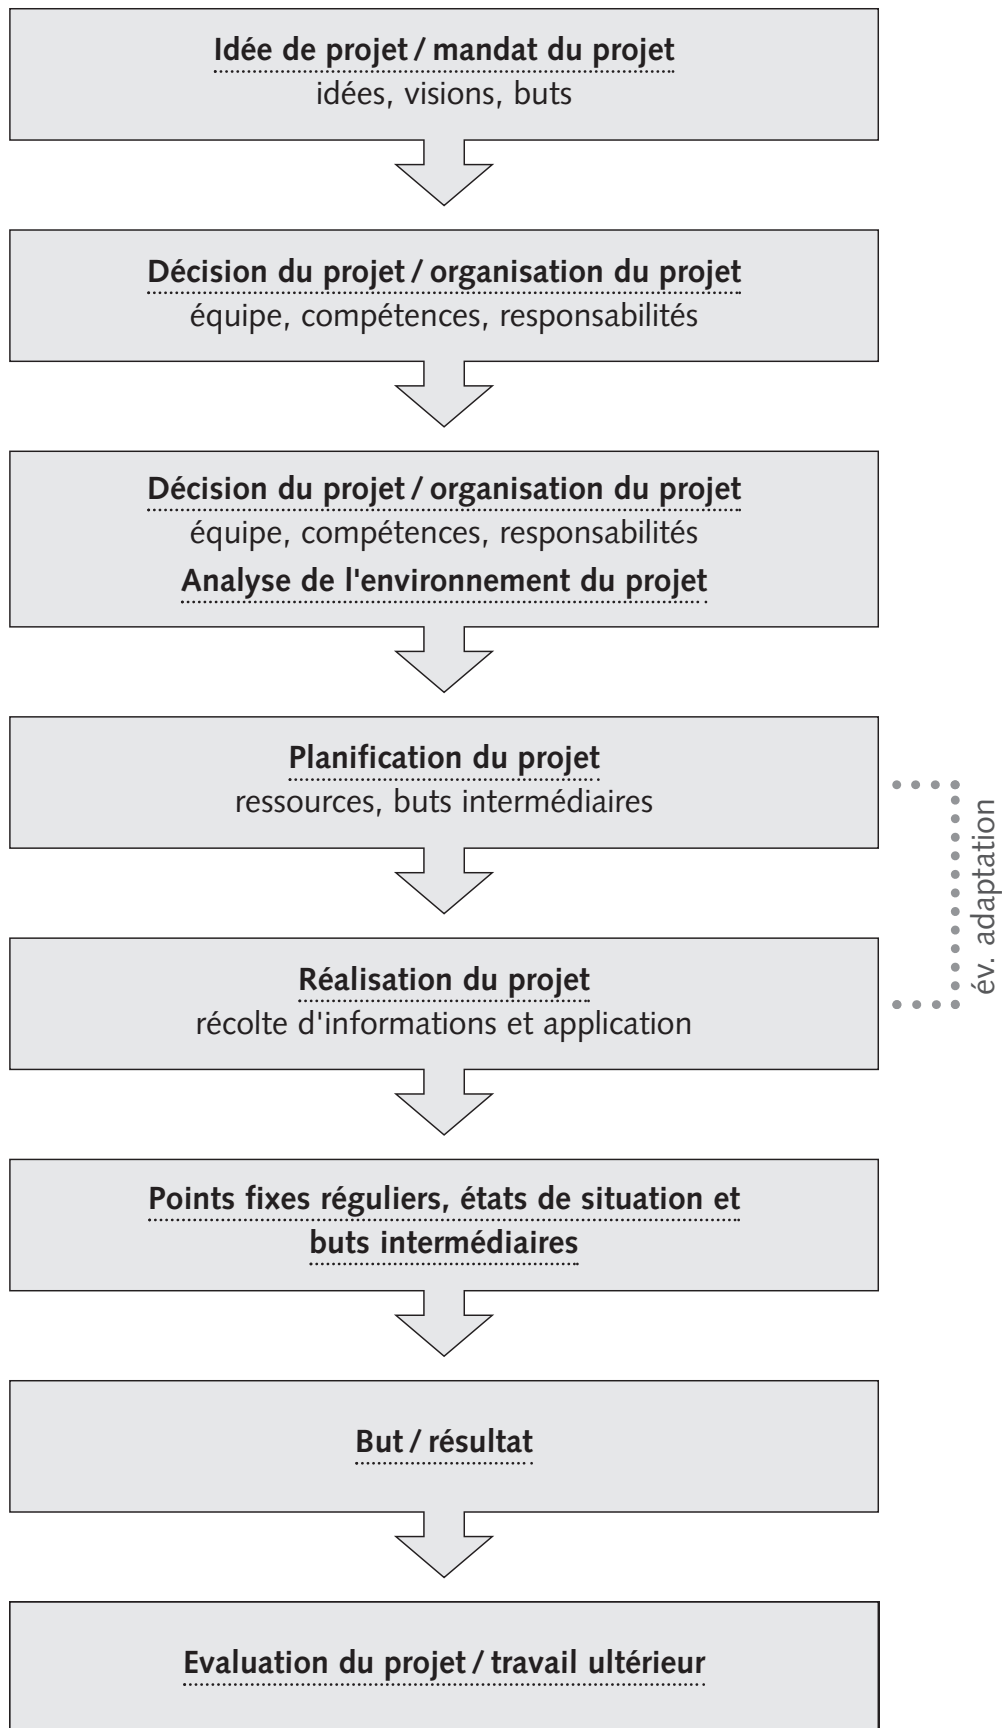 Idée de projet / mandat du projet
idées, visions, buts
Décision du projet / organisation du projet
équipe, compétences, responsabilités
Décision du projet / organisation du projet
équipe, compétences, responsabilités
Analyse de l'environnement du projet
Planification du projet
ressources, buts intermédiaires
év. adaptation
Réalisation du projet
récolte d'informations et application
Points fixes réguliers, états de situation et
buts intermédiaires
But / résultat
Evaluation du projet / travail ultérieur